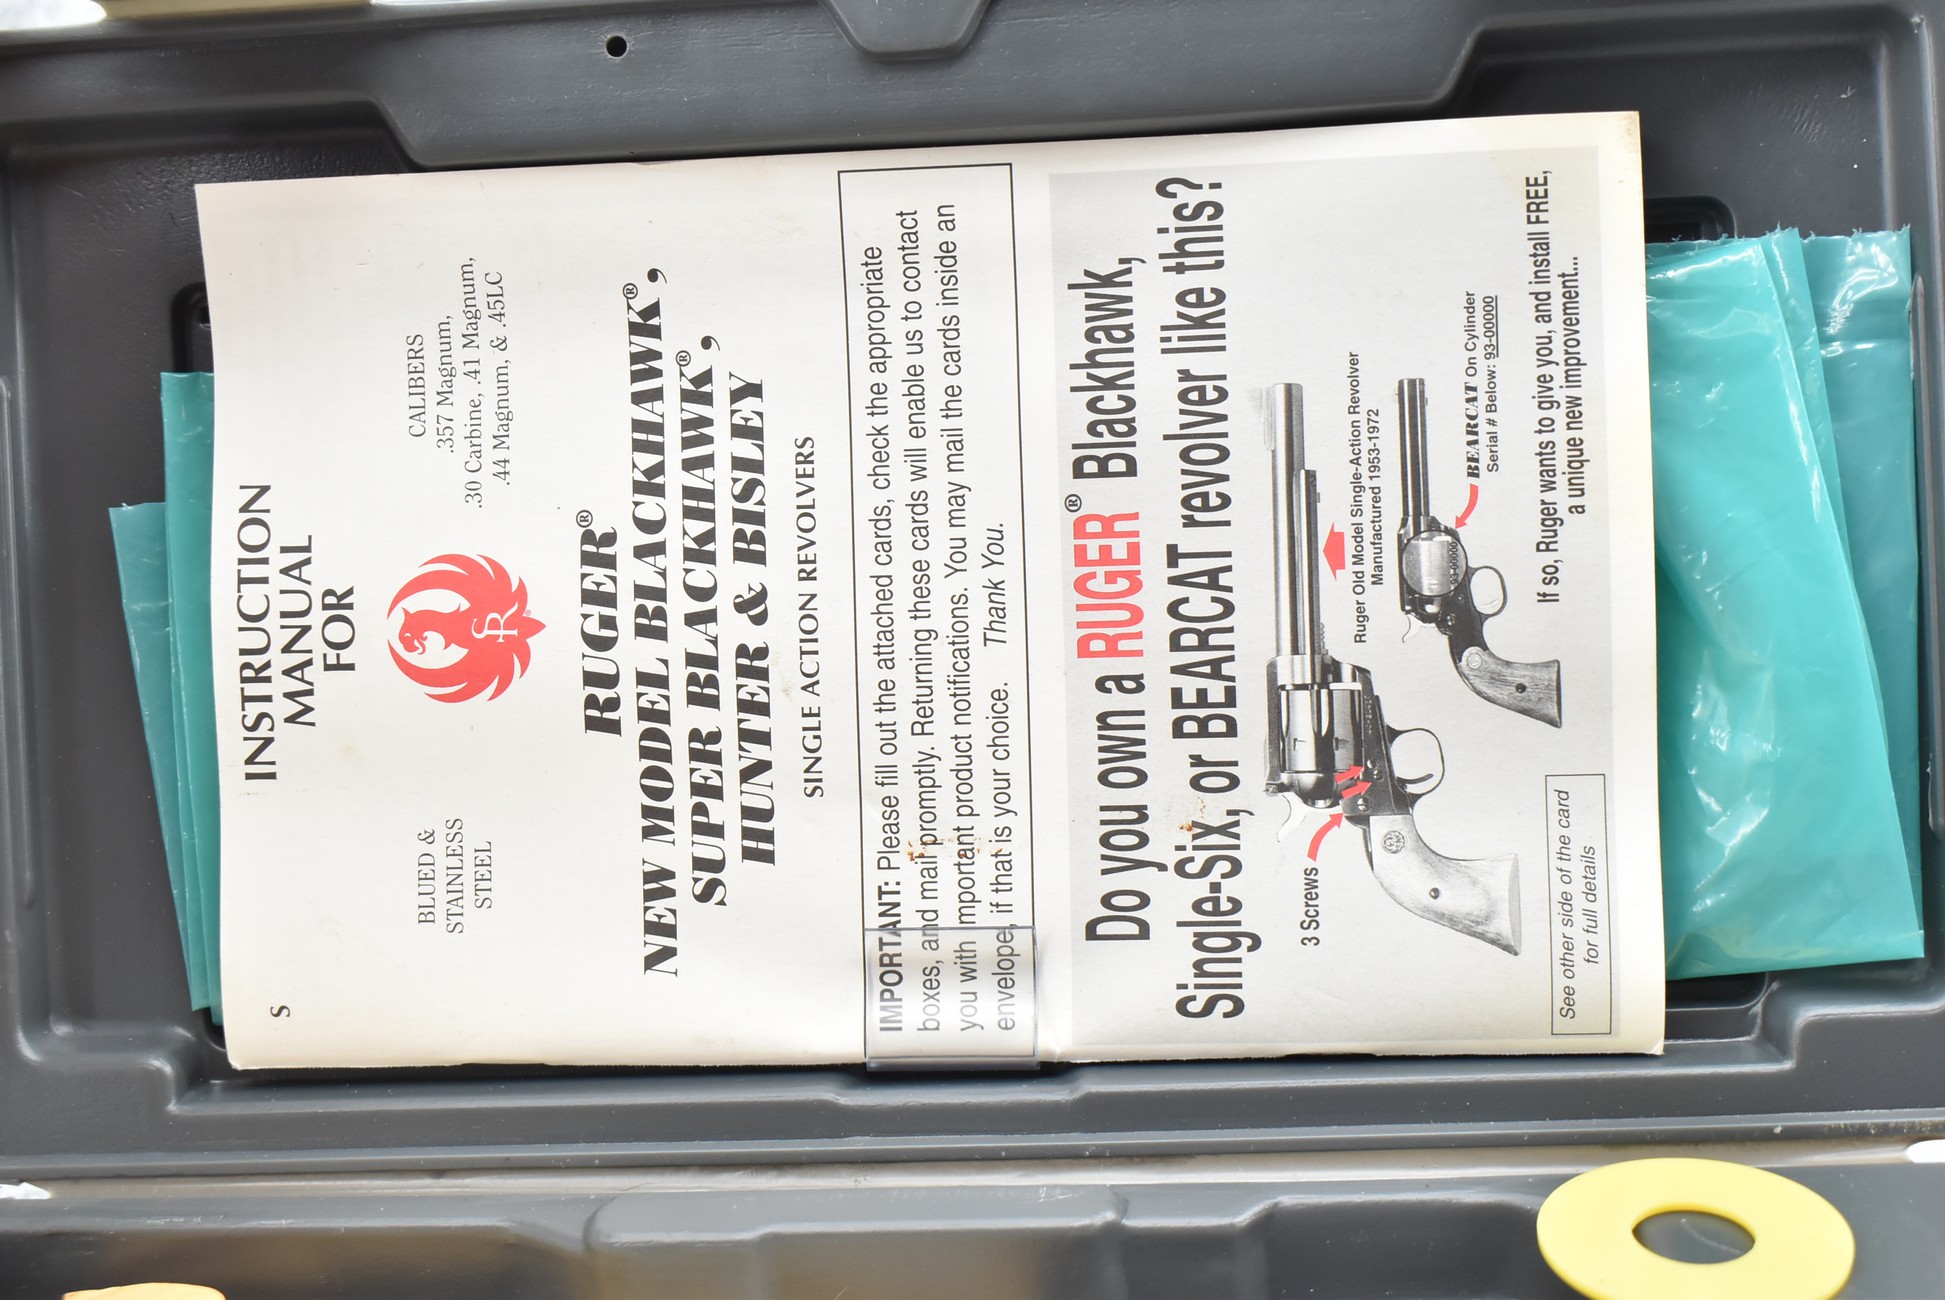 INSTRUCTION
MANUAL
FOR
S
BLUED &
STAINLESS
STEEL
SR®
CALIBERS
.357 Magnum,
.30 Carbine, .41 Magnum,
.44 Magnum, & .45LC
RUGER®
NEW MODEL BLACKHAWK®,
SUPER BLACKHAWK®,
HUNTER & BISLEY
SINGLE ACTION REVOLVERS
IMPORTANT: Please fill out the attached cards, check the appropriate
boxes, and mail promptly. Returning these cards will enable us to contact
you with important product notifications. You may mail the cards inside an
envelope, if that is your choice. Thank You.
Do you own a RUGER® Blackhawk,
Single-Six, or BEARCAT revolver like this?
3 Screws
Ruger Old Model Single-Action Revolver
Manufactured 1953-1972
93-00000
BEARCAT On Cylinder
Serial # Below: 93-00000
If so, Ruger wants to give you, and install FREE,
a unique new improvement...
See other side of the card
for full details